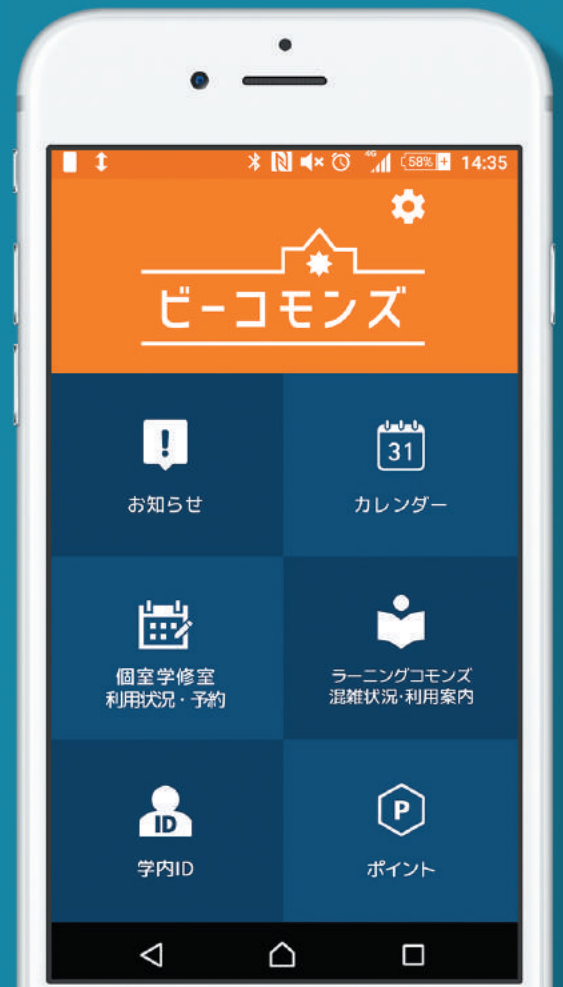 4G 58% 14:35
ビーコモンズ
!
31
お知らせ
カレンダー
個室学修室
利用状況・予約
ラーニングコモンズ
混雑状況・利用案内
ID
P
学内ID
ポイント